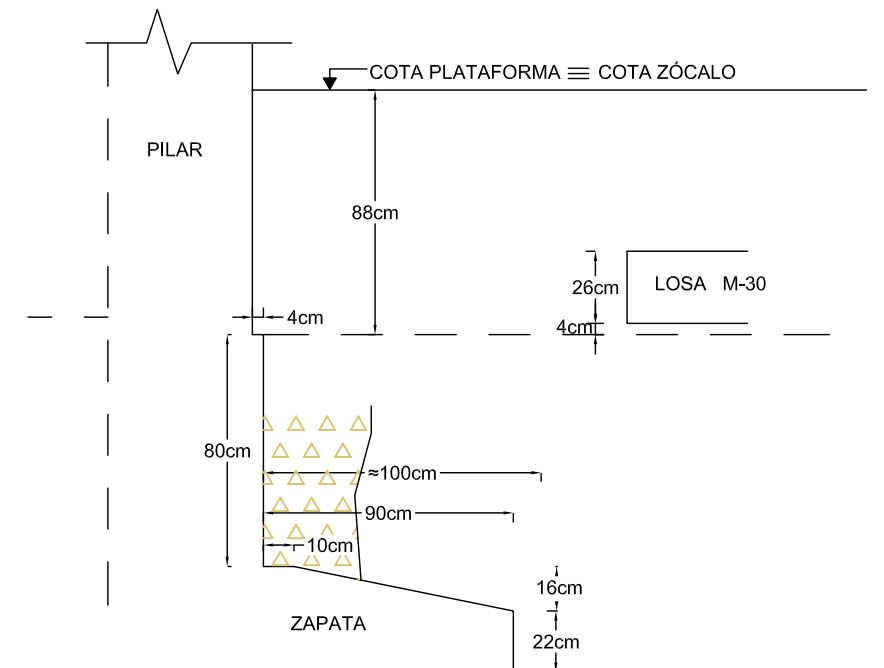 COTA PLATAFORMA ≡ COTA ZÓCALO
PILAR
88cm
26cm
LOSA M-30
4cm
4cm
80cm
≈100cm
90cm
10cm
16cm
ZAPATA
22cm